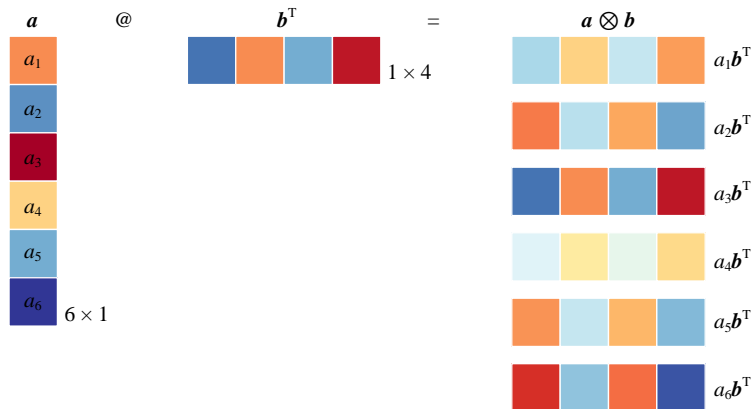 a @ bᵀ = a ⊗ b
a₁ a₁bᵀ
1 × 4
a₂ a₂bᵀ
a₃ a₃bᵀ
a₄ a₄bᵀ
a₅ a₅bᵀ
a₆ 6 × 1
a₆bᵀ